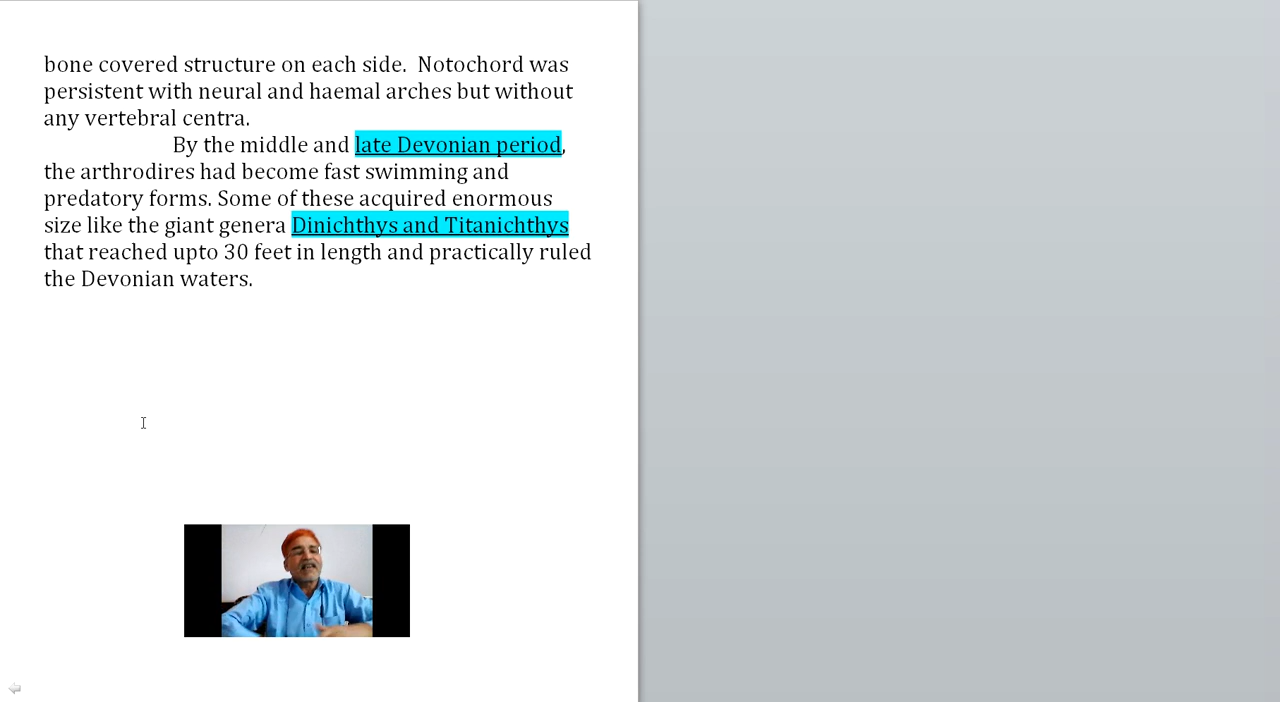 bone covered structure on each side.  Notochord was
persistent with neural and haemal arches but without
any vertebral centra.
By the middle and late Devonian period,
the arthrodires had become fast swimming and
predatory forms. Some of these acquired enormous
size like the giant genera Dinichthys and Titanichthys
that reached upto 30 feet in length and practically ruled
the Devonian waters.